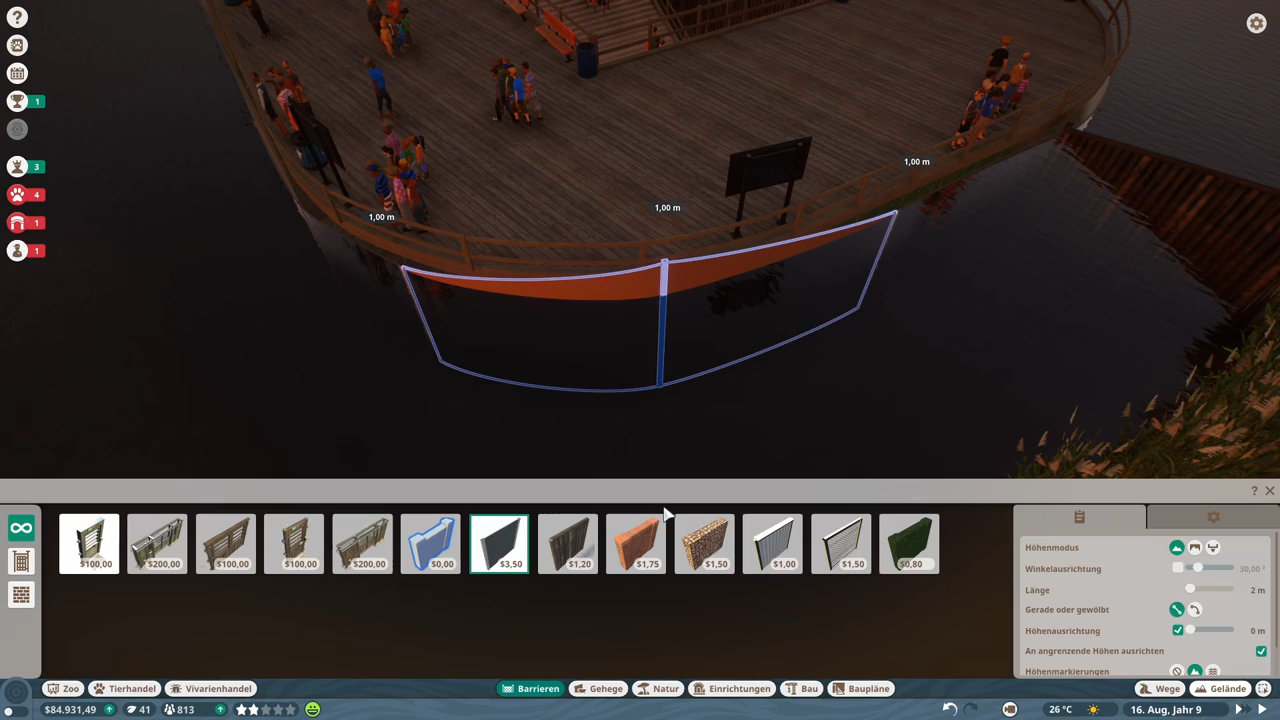 ?
1
3
4
1
1
1,00 m
1,00 m
1,00 m
?
$100,00
$200,00
$100,00
$100,00
$200,00
$0,00
$3,50
$1,20
$1,75
$1,50
$1,00
$1,50
$0,80
Höhenmodus
Winkelausrichtung 30,00 °
Länge 2 m
Gerade oder gewölbt
Höhenausrichtung 0 m
An angrenzende Höhen ausrichten
Höhenmarkierungen
Zoo Tierhandel Vivarienhandel Barrieren Gehege Natur Einrichtungen Bau Baupläne Wege Gelände
$84.931,49 41 813 26 °C 16. Aug, Jahr 9